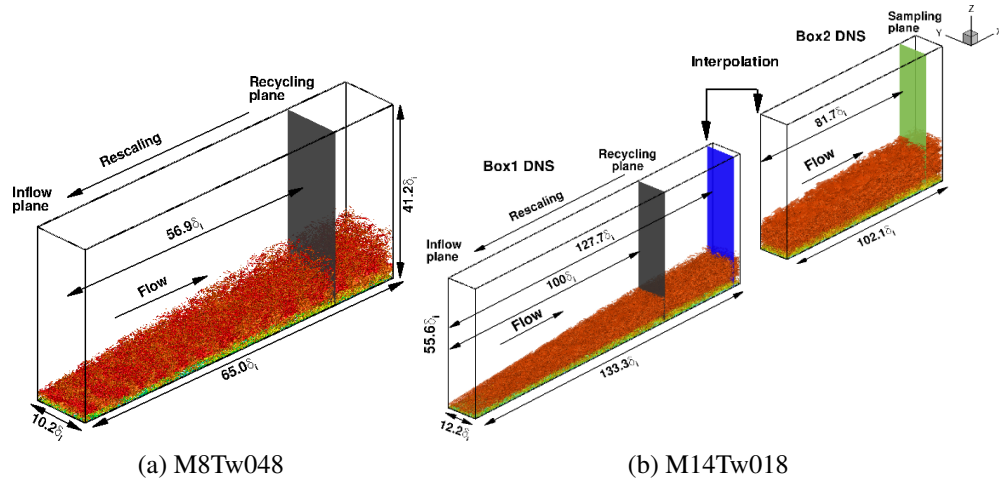 Inflow
plane
Rescaling
Recycling
plane
56.9δi
Flow
41.2δi
65.0δi
10.2δi
(a) M8Tw048
Box1 DNS
Inflow
plane
Rescaling
Recycling
plane
127.7δi
100δi
Flow
55.6δi
133.3δi
12.2δi
Interpolation
Box2 DNS
Sampling
plane
81.7δi
Flow
102.1δi
Z
Y
X
(b) M14Tw018